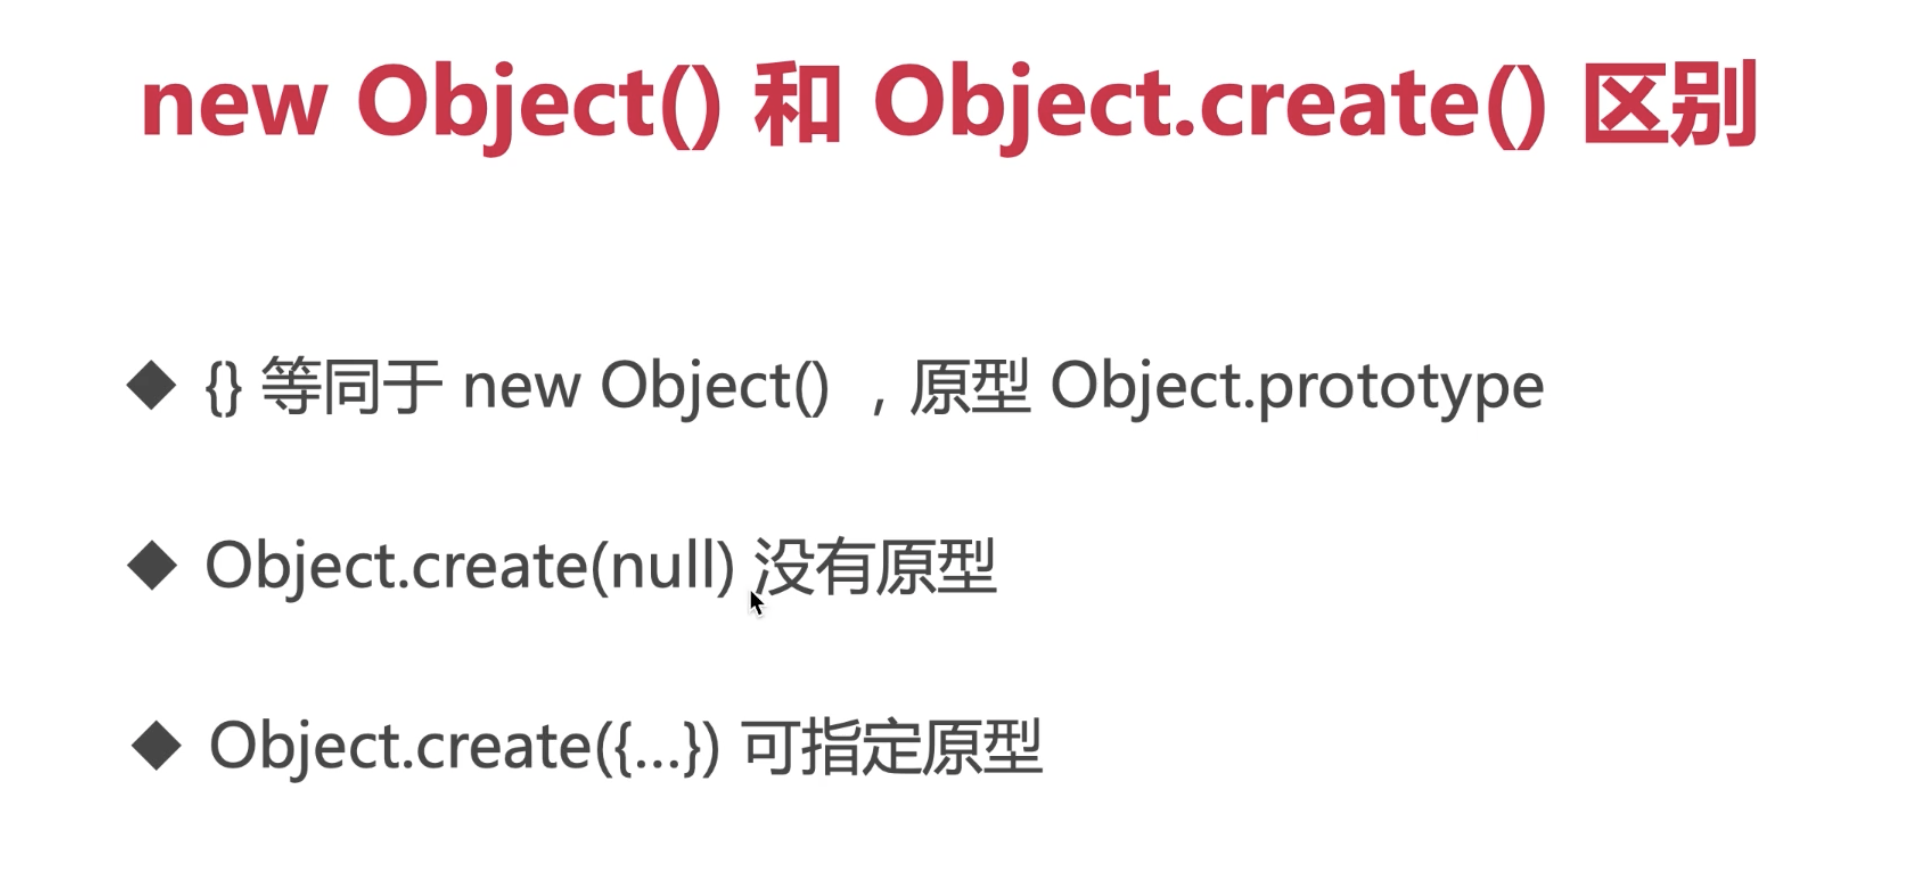 new Object() 和 Object.create() 区别
◆ {} 等同于 new Object() ，原型 Object.prototype
◆ Object.create(null) 没有原型
◆ Object.create({...}) 可指定原型